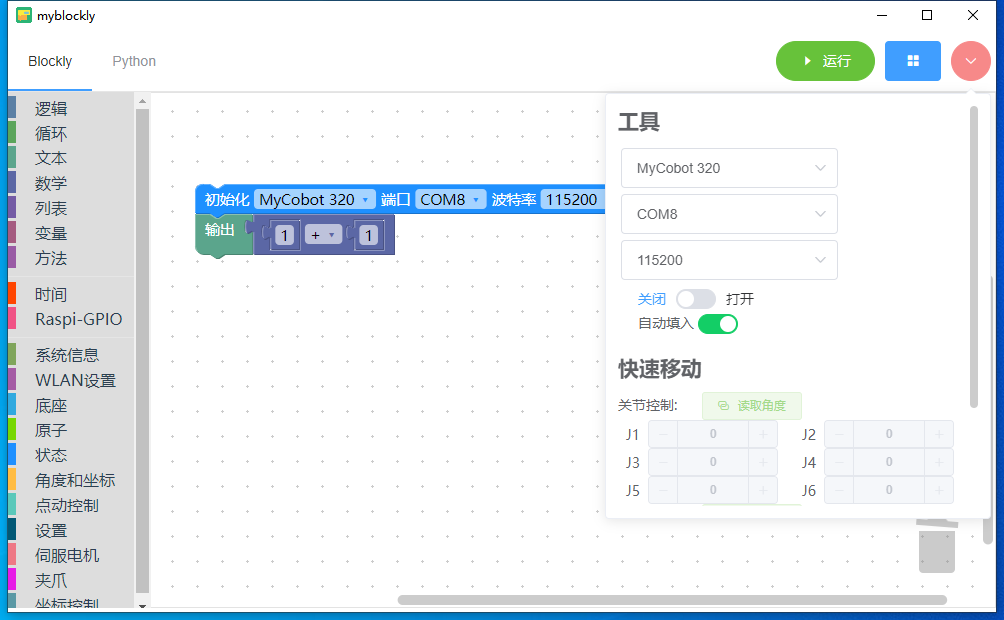 myblockly
Blockly Python 运行
逻辑
循环
文本
数学
列表
变量
方法
时间
Raspi-GPIO
系统信息
WLAN设置
底座
原子
状态
角度和坐标
点动控制
设置
伺服电机
夹爪
坐标控制
初始化 MyCobot 320 端口 COM8 波特率 115200
输出 1 + 1
工具
MyCobot 320
COM8
115200
关闭 打开
自动填入
快速移动
关节控制: 读取角度
J1 − 0 + J2 − 0 +
J3 − 0 + J4 − 0 +
J5 − 0 + J6 − 0 +